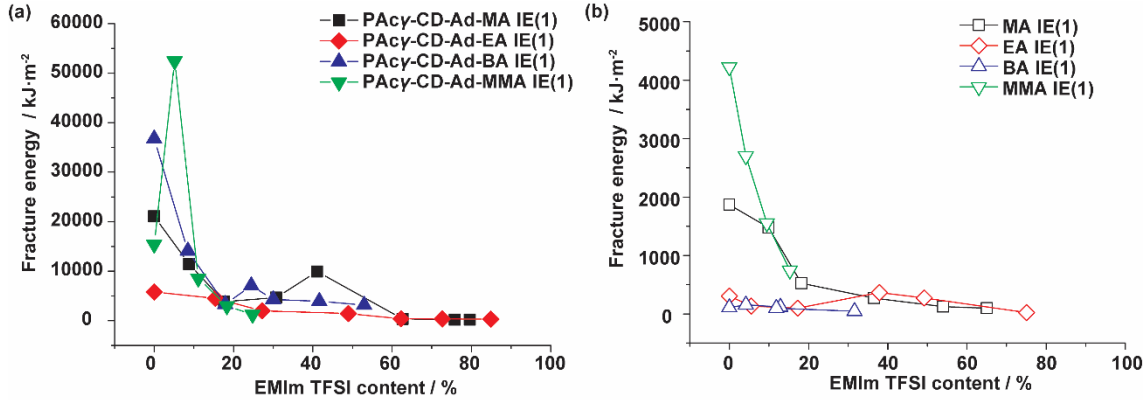 (a)
PAcγ-CD-Ad-MA IE(1)
PAcγ-CD-Ad-EA IE(1)
PAcγ-CD-Ad-BA IE(1)
PAcγ-CD-Ad-MMA IE(1)
Fracture energy / kJ·m⁻²
60000
50000
40000
30000
20000
10000
0
0 20 40 60 80 100
EMIm TFSI content / %
(b)
MA IE(1)
EA IE(1)
BA IE(1)
MMA IE(1)
Fracture energy / kJ·m⁻²
5000
4000
3000
2000
1000
0
0 20 40 60 80 100
EMIm TFSI content / %